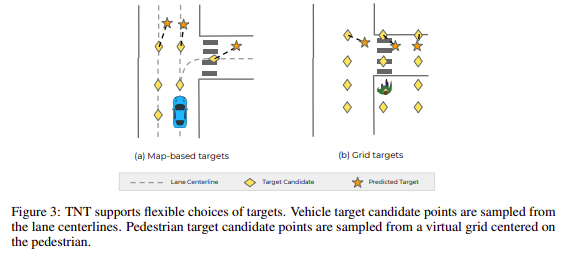 (a) Map-based targets
(b) Grid targets
Lane Centerline
Target Candidate
Predicted Target
Figure 3: TNT supports flexible choices of targets. Vehicle target candidate points are sampled from
the lane centerlines. Pedestrian target candidate points are sampled from a virtual grid centered on
the pedestrian.